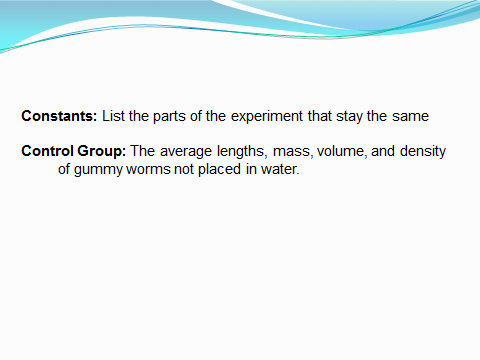 Constants: List the parts of the experiment that stay the same
Control Group: The average lengths, mass, volume, and density
of gummy worms not placed in water.